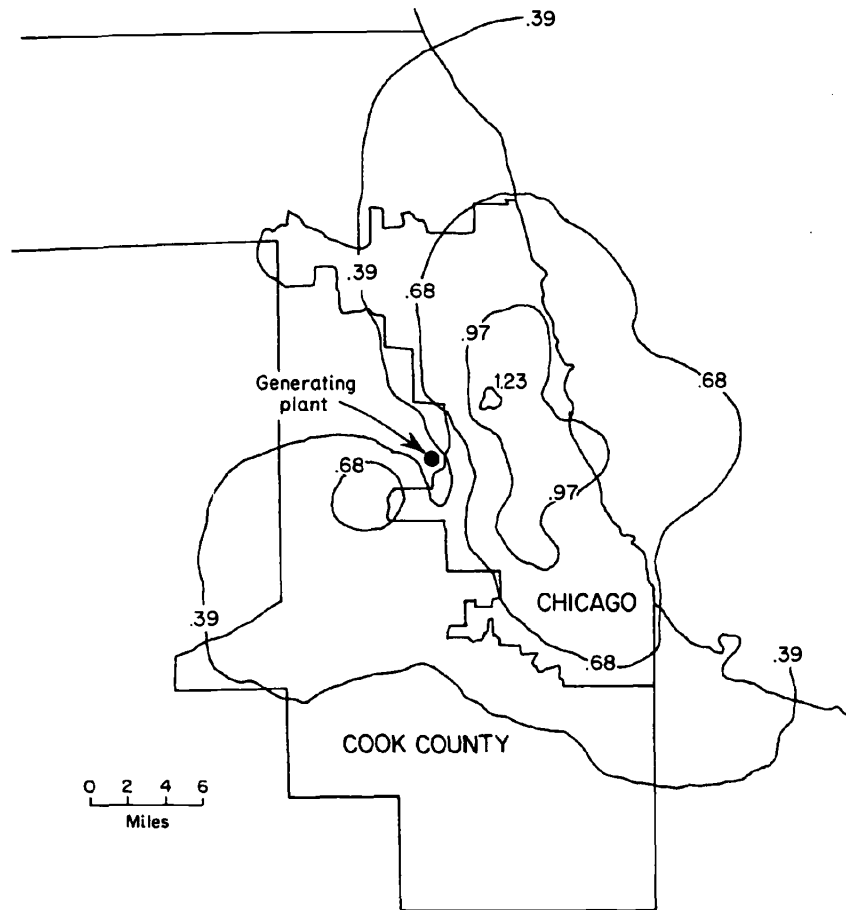 .39
.39
.68
.97
1.23
.68
Generating
plant
.68
.97
CHICAGO
.39
.68
.39
COOK COUNTY
0 2 4 6
Miles